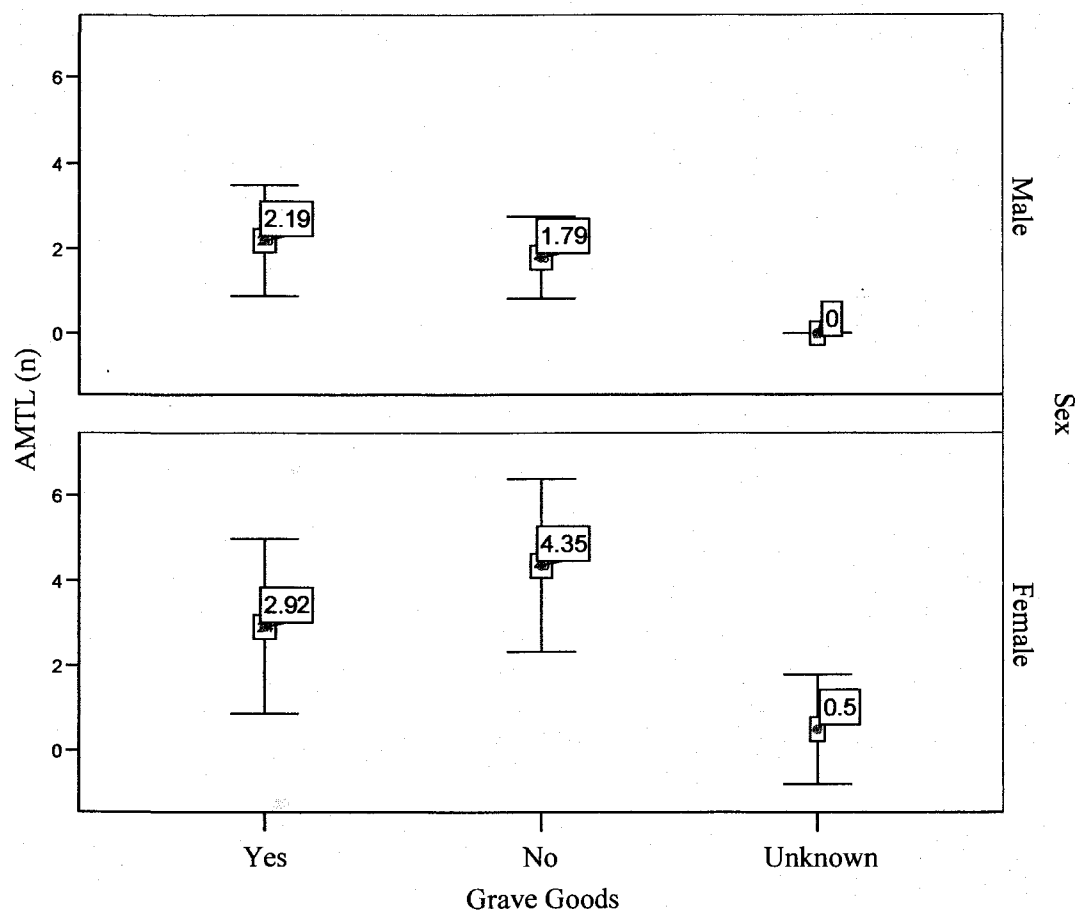 6
4
2
0
2.19
1.79
0
Male
AMTL (n)
Sex
6
4
2
0
2.92
4.35
0.5
Female
Yes
No
Unknown
Grave Goods